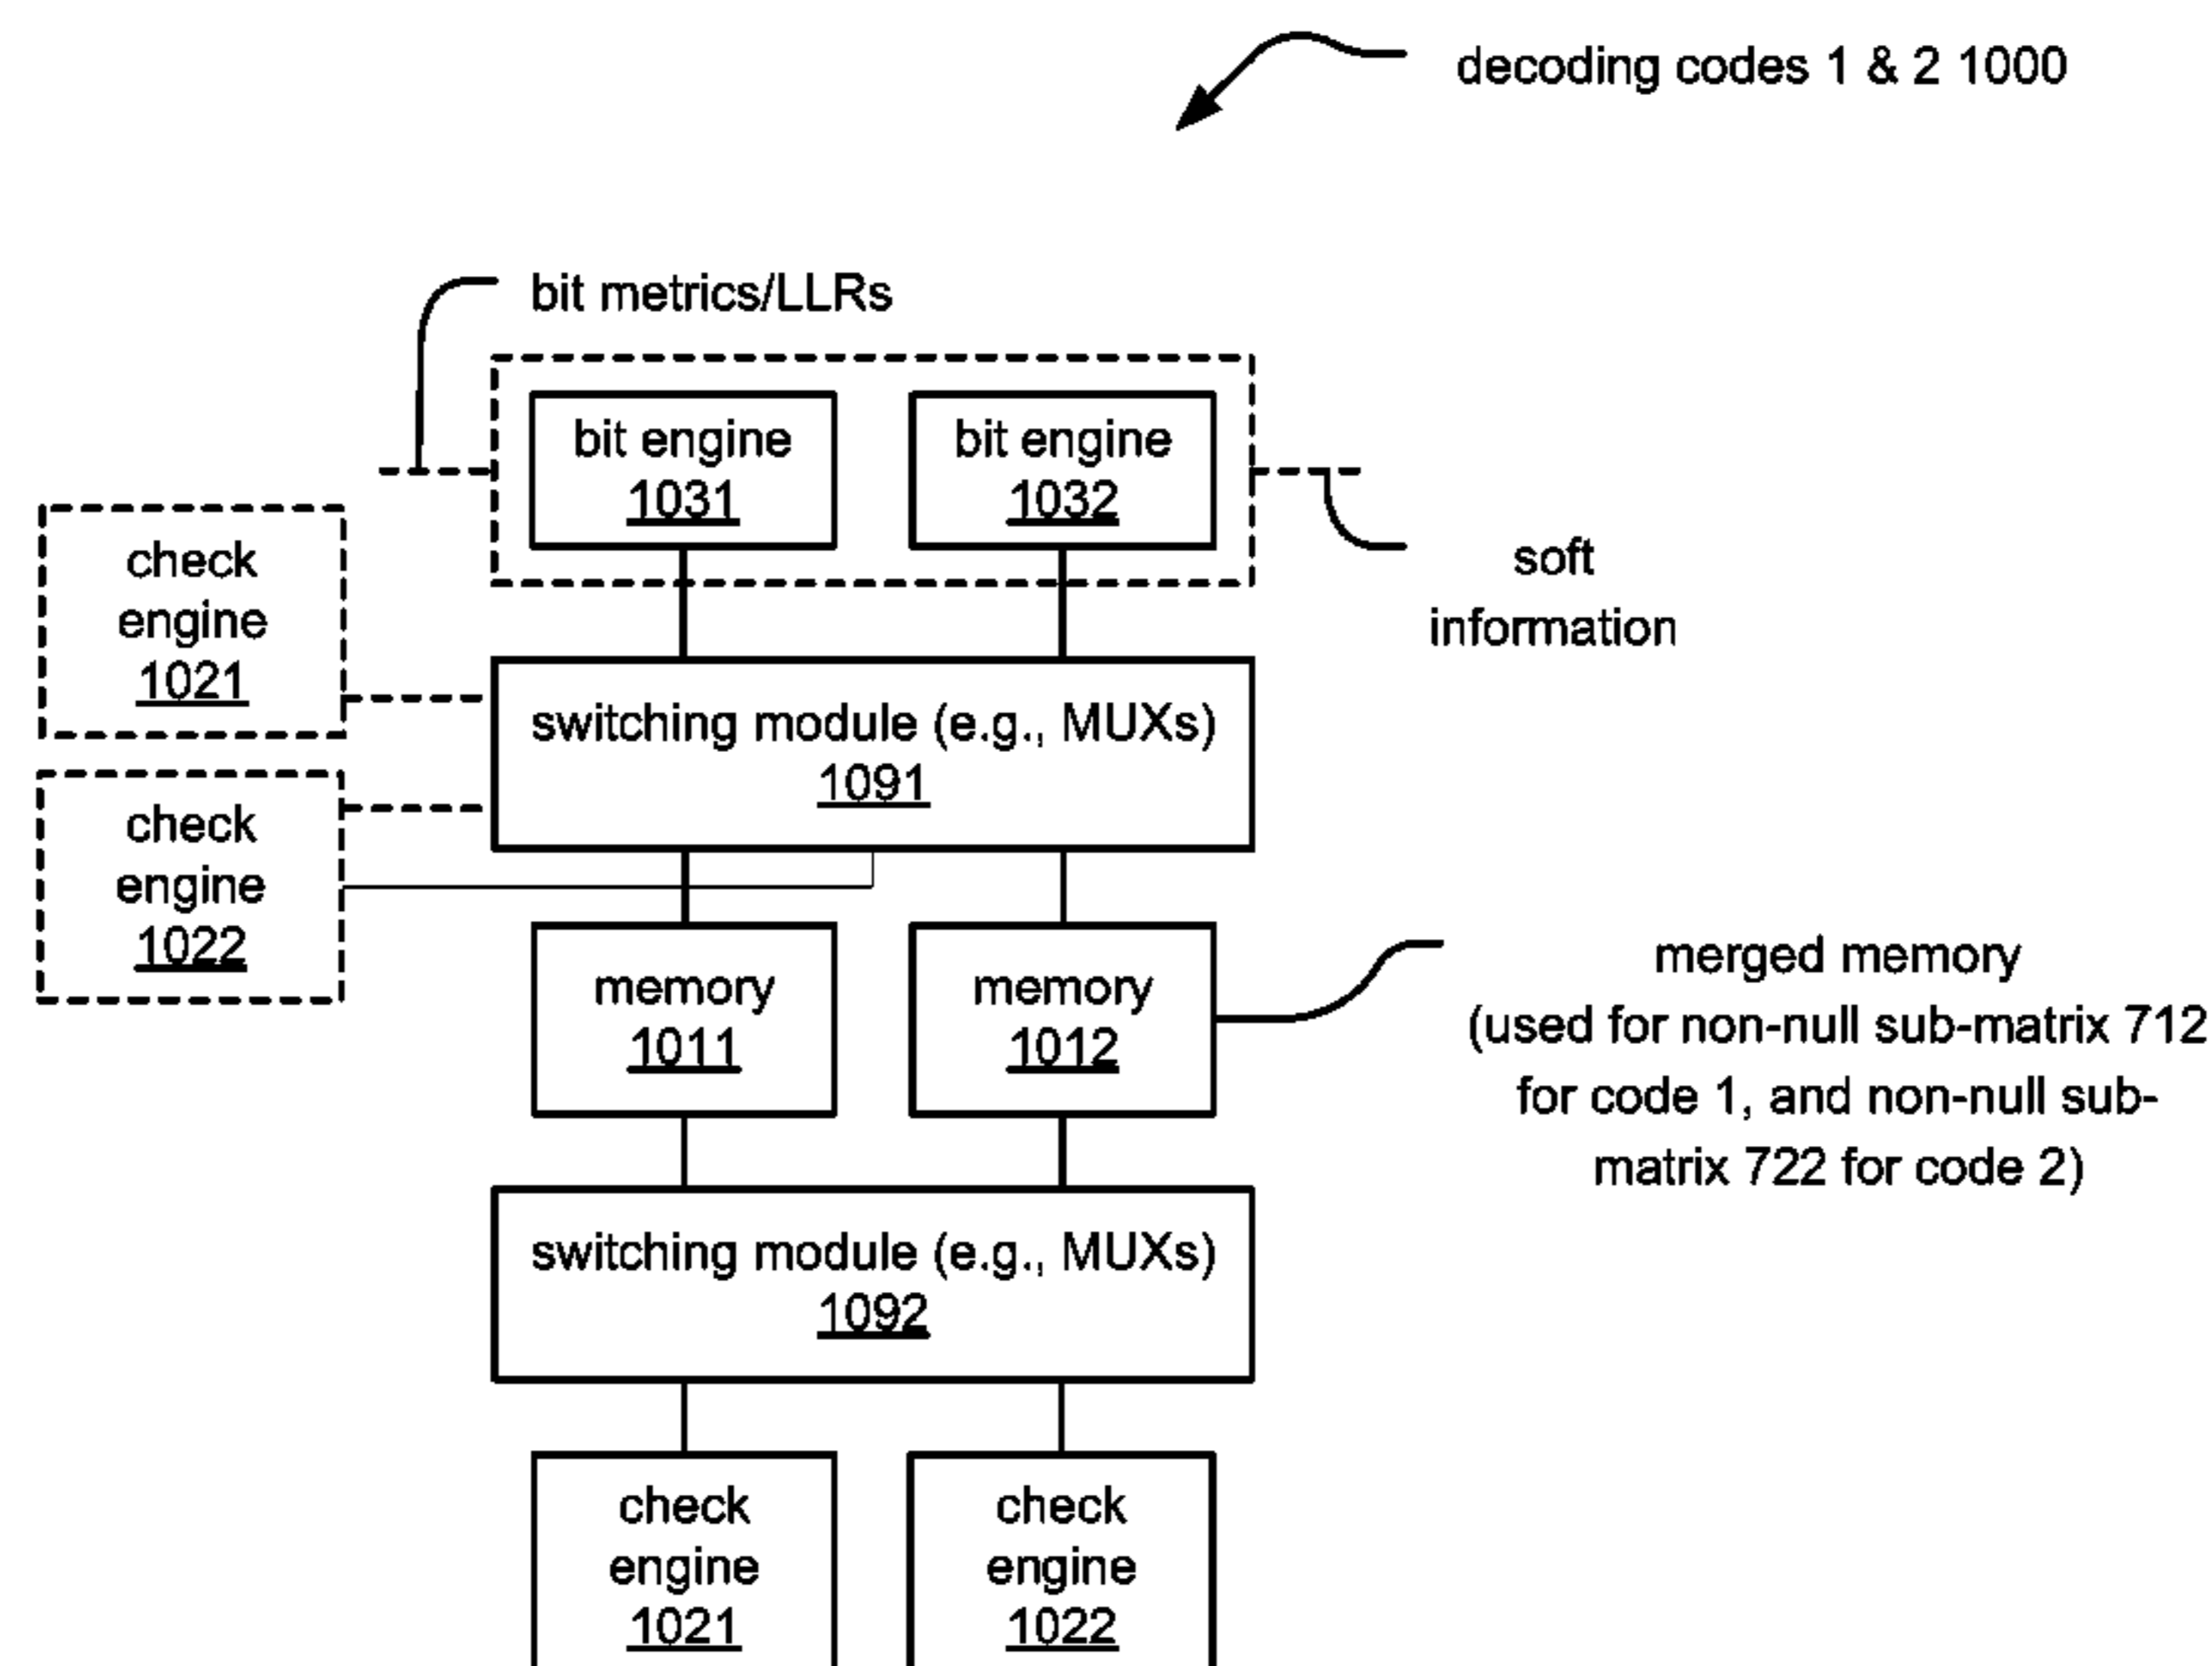 decoding codes 1 & 2 1000
bit metrics/LLRs
bit engine
1031
bit engine
1032
soft
information
check
engine
1021
switching module (e.g., MUXs)
1091
check
engine
1022
memory
1011
memory
1012
merged memory
(used for non-null sub-matrix 712
for code 1, and non-null sub-
matrix 722 for code 2)
switching module (e.g., MUXs)
1092
check
engine
1021
check
engine
1022